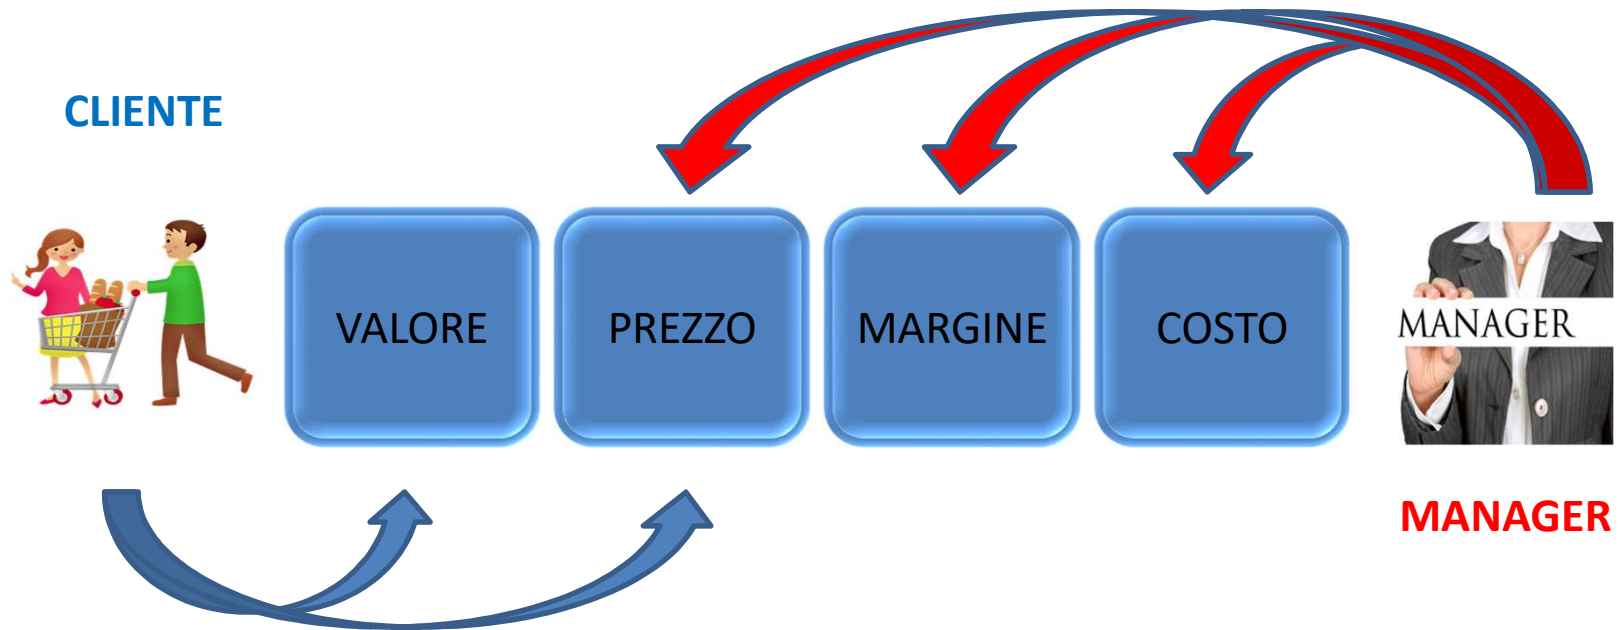 CLIENTE
VALORE
PREZZO
MARGINE
COSTO
MANAGER
MANAGER